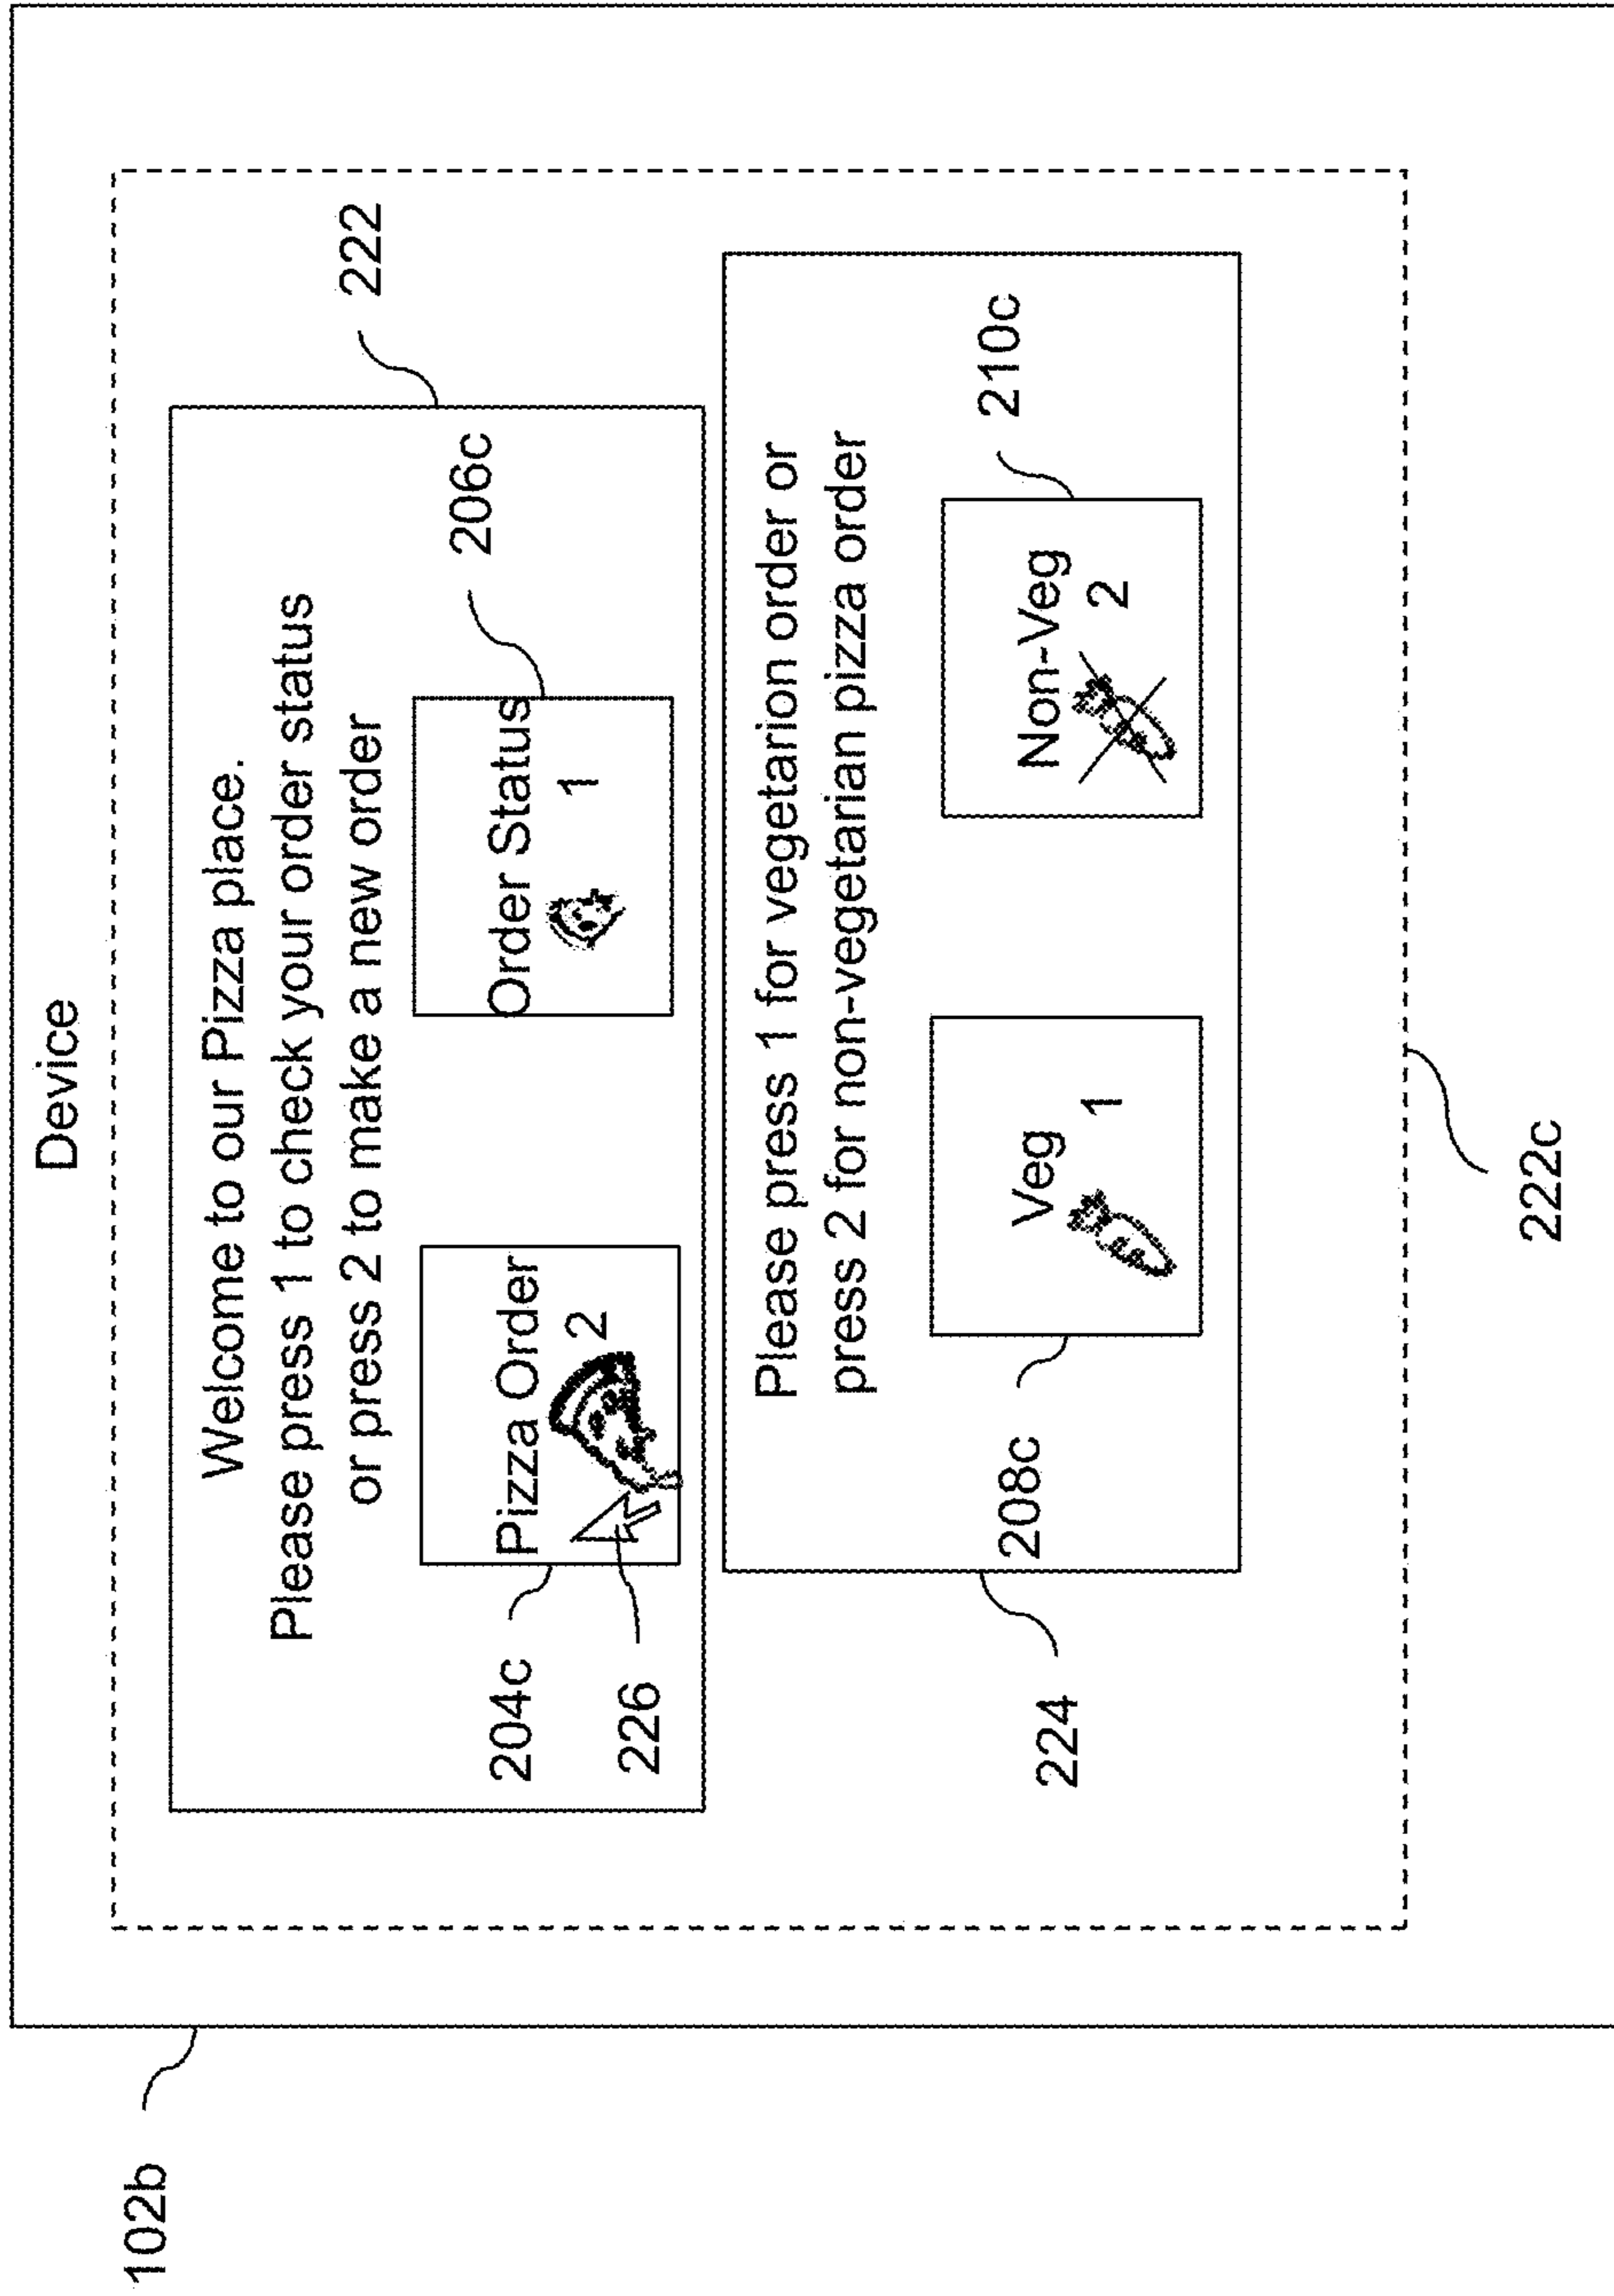 Device
102b
Welcome to our Pizza place.
Please press 1 to check your order status
or press 2 to make a new order
222
204c
Pizza Order
2
226
Order Status
1
206c
Please press 1 for vegetarion order or
press 2 for non-vegetarian pizza order
208c
Veg
1
Non-Veg
2
210c
224
222c